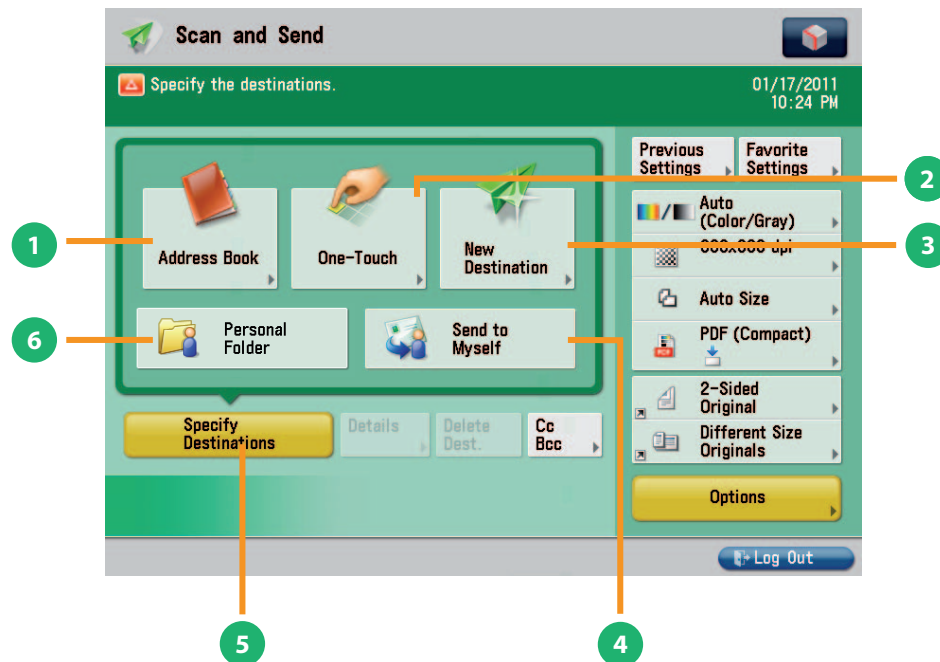 Scan and Send
Specify the destinations.
01/17/2011
10:24 PM
Previous
Settings
Favorite
Settings
2
Auto
(Color/Gray)
1
Address Book
One-Touch
New
Destination
3
dpi
Auto Size
6
Personal
Folder
Send to
Myself
PDF (Compact)
PDF
2-Sided
Original
Specify
Destinations
Details
Delete
Dest.
Cc
Bcc
Different Size
Originals
Options
Log Out
5
4